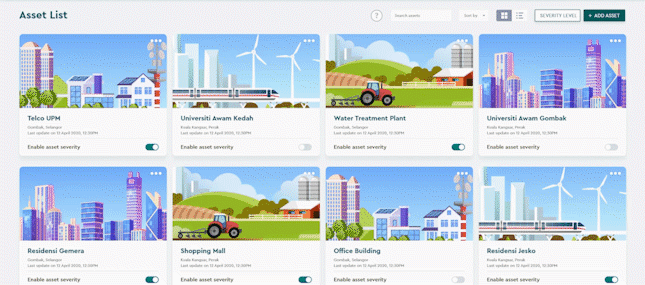 Asset List
?
Search assets
Sort by
SEVERITY LEVEL
+ ADD ASSET
Telco UPM
Gombak, Selangor
Last update on 13 April 2020, 12:30PM
Enable asset severity
Universiti Awam Kedah
Kuala Kangsar, Perak
Last update on 13 April 2020, 12:30PM
Enable asset severity
Water Treatment Plant
Gombak, Selangor
Last update on 13 April 2020, 12:30PM
Enable asset severity
Universiti Awam Gombak
Kuala Kangsar, Perak
Last update on 13 April 2020, 12:30PM
Enable asset severity
Residensi Gemera
Gombak, Selangor
Last update on 13 April 2020, 12:30PM
Enable asset severity
Shopping Mall
Kuala Kangsar, Perak
Last update on 13 April 2020, 12:30PM
Enable asset severity
Office Building
Gombak, Selangor
Last update on 13 April 2020, 12:30PM
Enable asset severity
Residensi Jesko
Kuala Kangsar, Perak
Last update on 13 April 2020, 12:30PM
Enable asset severity